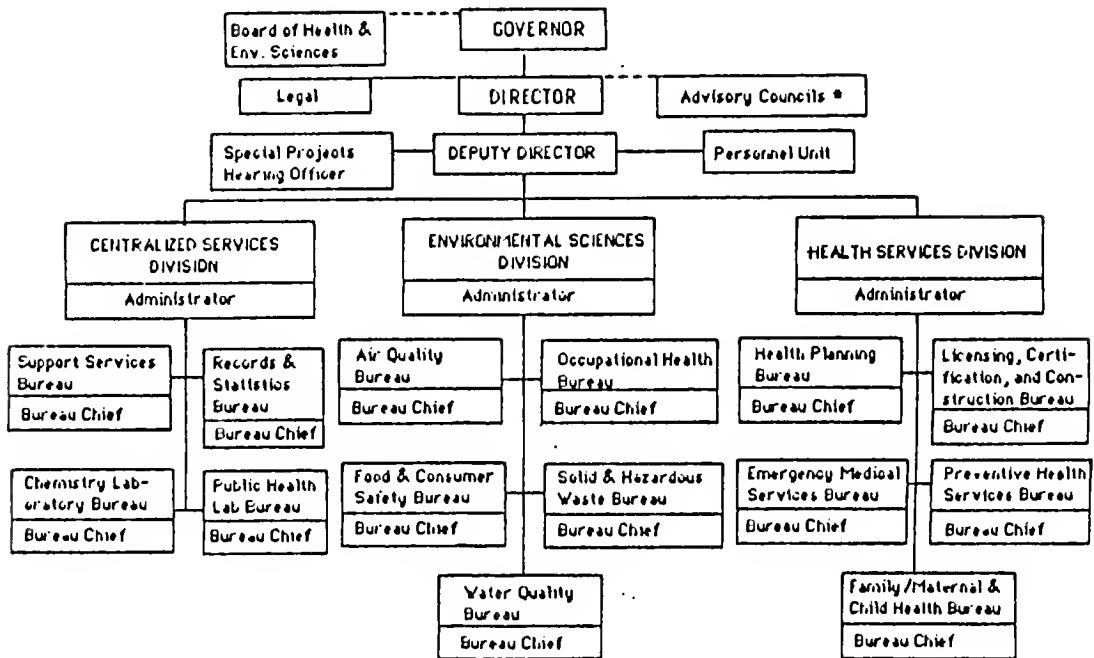 Board of Health &
Env. Sciences
GOVERNOR
Legal
DIRECTOR
Advisory Councils *
Special Projects
Hearing Officer
DEPUTY DIRECTOR
Personnel Unit
CENTRALIZED SERVICES
DIVISION
Administrator
ENVIRONMENTAL SCIENCES
DIVISION
Administrator
HEALTH SERVICES DIVISION
Administrator
Support Services
Bureau
Bureau Chief
Records &
Statistics
Bureau
Bureau Chief
Air Quality
Bureau
Bureau Chief
Occupational Health
Bureau
Bureau Chief
Health Planning
Bureau
Bureau Chief
Licensing, Certi-
fication, and Con-
struction Bureau
Bureau Chief
Chemistry Lab-
oratory Bureau
Bureau Chief
Public Health
Lab Bureau
Bureau Chief
Food & Consumer
Safety Bureau
Bureau Chief
Solid & Hazardous
Waste Bureau
Bureau Chief
Emergency Medical
Services Bureau
Bureau Chief
Preventive Health
Services Bureau
Bureau Chief
Water Quality
Bureau
Bureau Chief
Family/Maternal &
Child Health Bureau
Bureau Chief